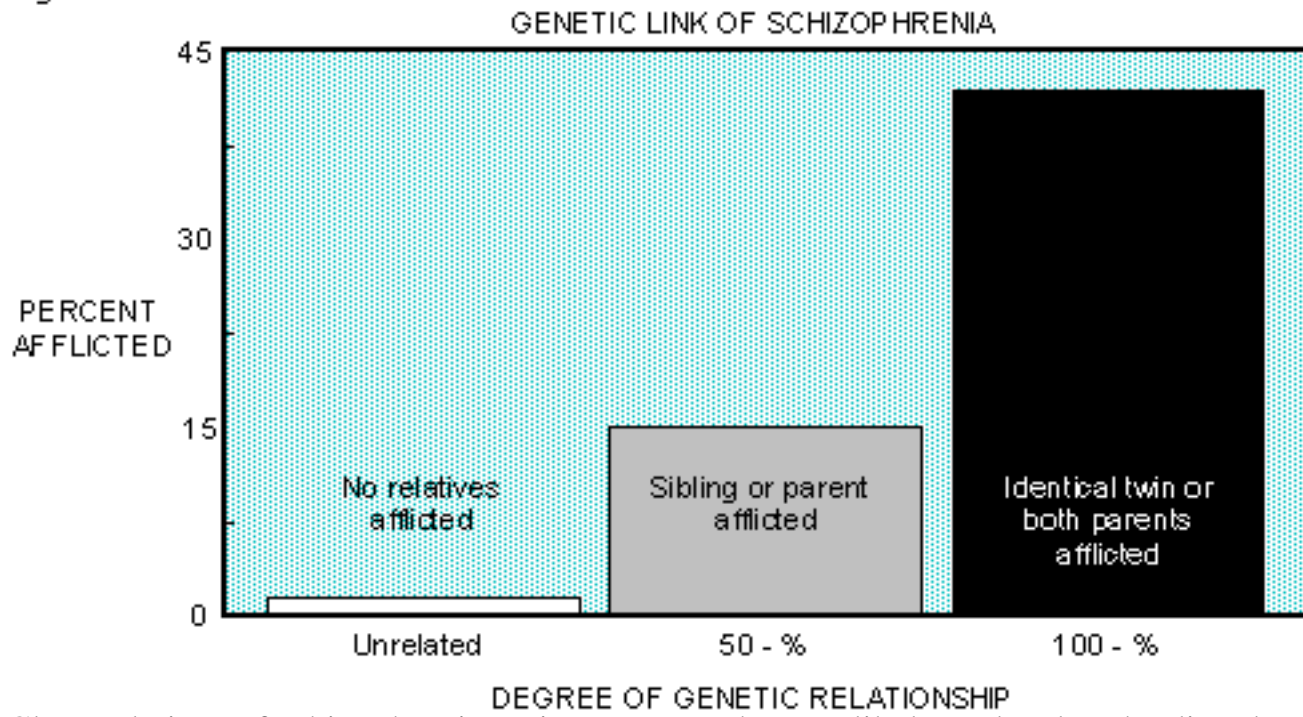 GENETIC LINK OF SCHIZOPHRENIA
45
30
PERCENT
AFFLICTED
15
No relatives
afflicted
Sibling or parent
afflicted
Identical twin or
both parents
afflicted
0
Unrelated
50 - %
100 - %
DEGREE OF GENETIC RELATIONSHIP